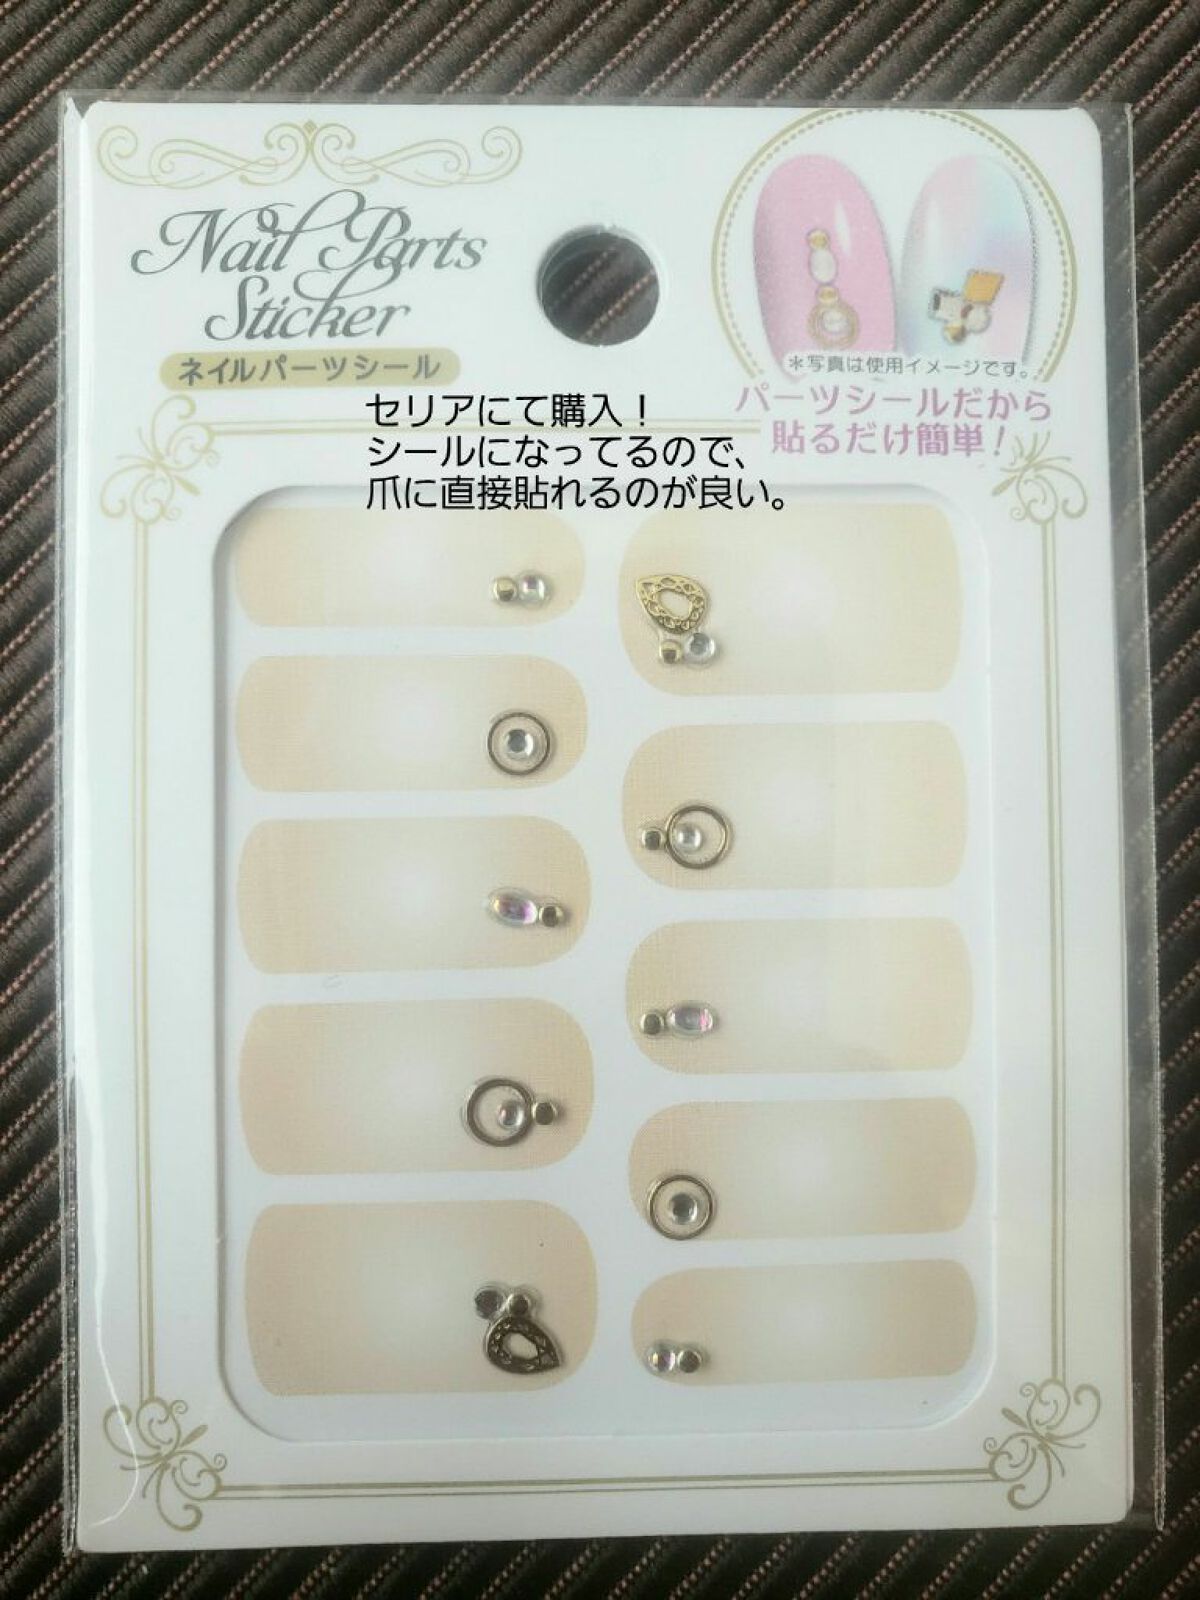 Nail Parts
Sticker
ネイルパーツシール
＊写真は使用イメージです。
パーツシールだから
貼るだけ簡単！
セリアにて購入！
シールになってるので、
爪に直接貼れるのが良い。